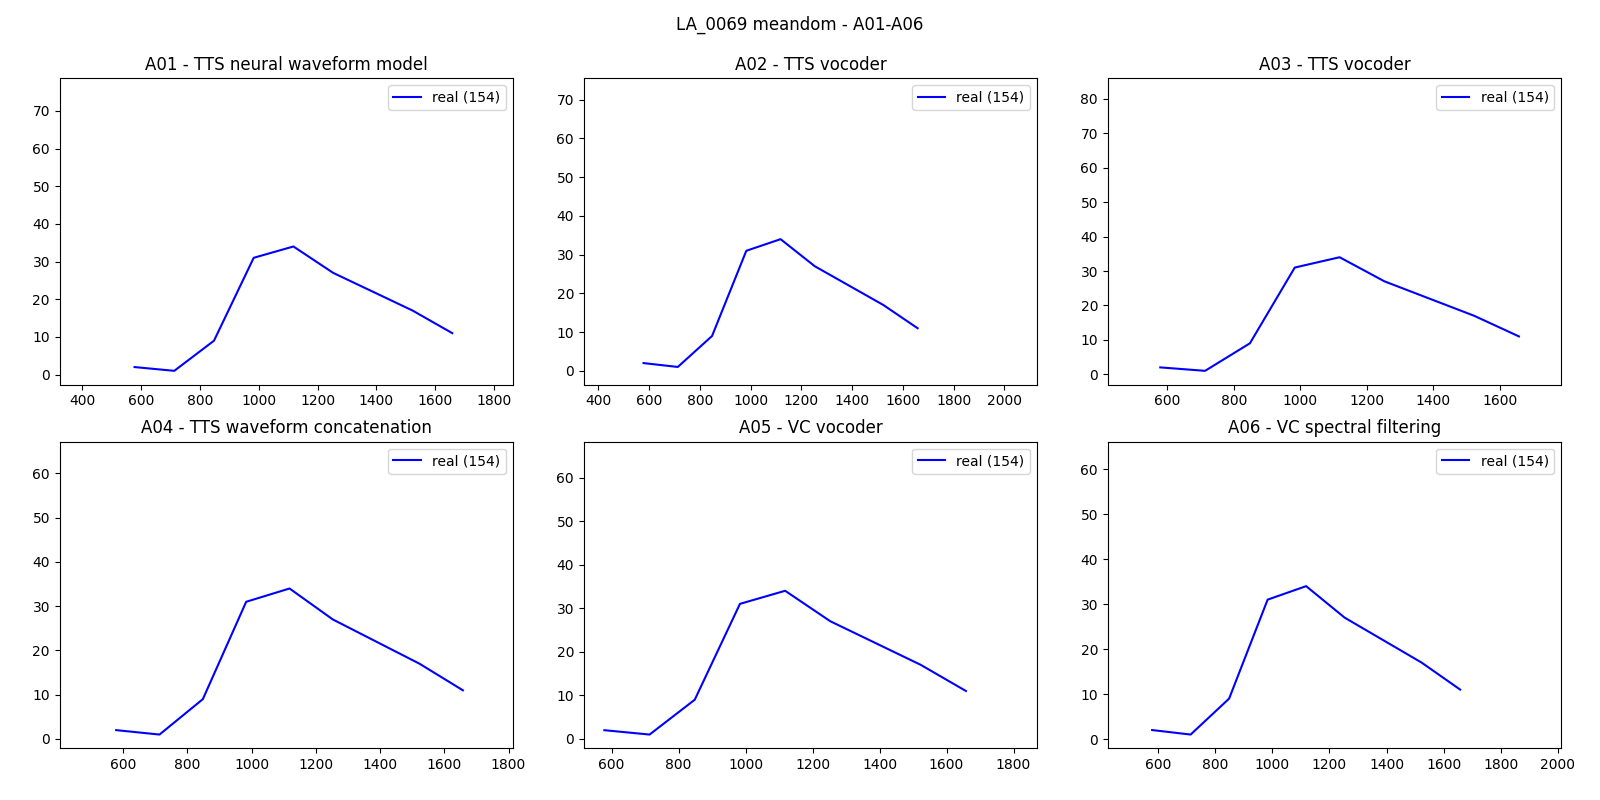 LA_0069 meandom - A01-A06
A01 - TTS neural waveform model
real (154)
70
60
50
40
30
20
10
0
400 600 800 1000 1200 1400 1600 1800
A02 - TTS vocoder
real (154)
70
60
50
40
30
20
10
0
400 600 800 1000 1200 1400 1600 1800 2000
A03 - TTS vocoder
real (154)
80
70
60
50
40
30
20
10
0
600 800 1000 1200 1400 1600
A04 - TTS waveform concatenation
real (154)
60
50
40
30
20
10
0
600 800 1000 1200 1400 1600 1800
A05 - VC vocoder
real (154)
60
50
40
30
20
10
0
600 800 1000 1200 1400 1600 1800
A06 - VC spectral filtering
real (154)
60
50
40
30
20
10
0
600 800 1000 1200 1400 1600 1800 2000